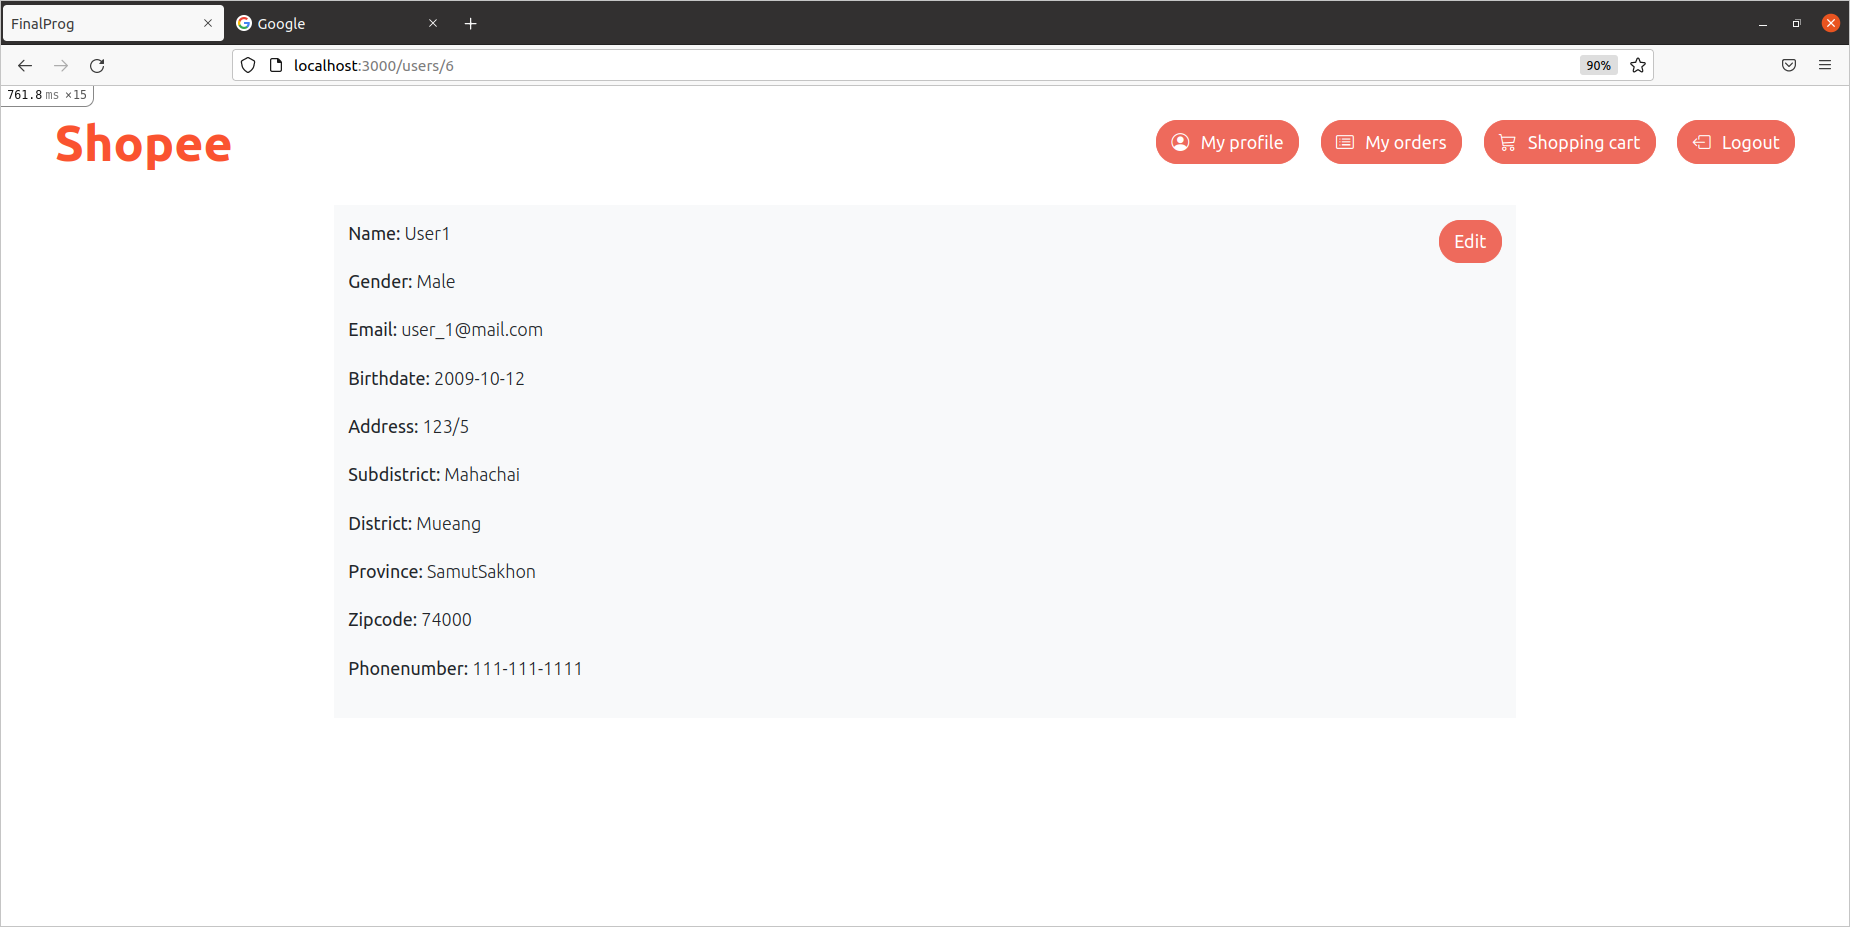 FinalProg
Google
localhost:3000/users/6
90%
761.8 ms ×15
Shopee
My profile
My orders
Shopping cart
Logout
Name: User1
Edit
Gender: Male
Email: user_1@mail.com
Birthdate: 2009-10-12
Address: 123/5
Subdistrict: Mahachai
District: Mueang
Province: SamutSakhon
Zipcode: 74000
Phonenumber: 111-111-1111